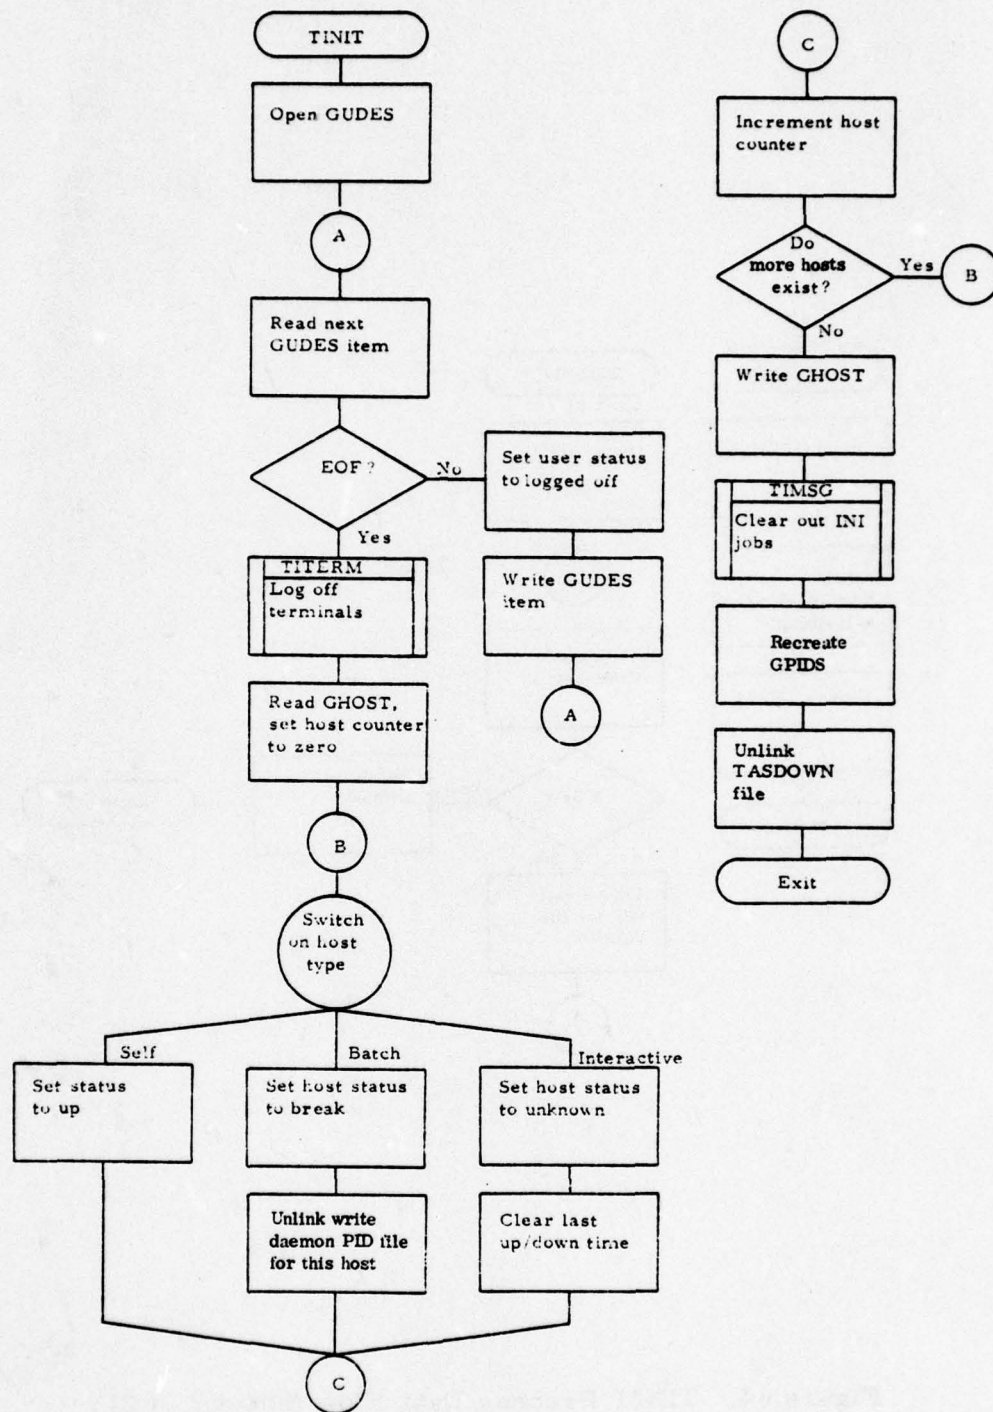 TINIT
Open GUDES
A
Read next
GUDES item
EOF?
No
Set user status
to logged off
Write GUDES
item
A
Yes
TITERM
Log off
terminals
Read GHOST,
set host counter
to zero
B
Switch
on host
type
Self
Set status
to up
Batch
Set host status
to break
Unlink write
daemon PID file
for this host
Interactive
Set host status
to unknown
Clear last
up/down time
C
C
Increment host
counter
Do
more hosts
exist?
Yes
B
No
Write GHOST
TIMSG
Clear out INI
jobs
Recreate
GPIDS
Unlink
TASDOWN
file
Exit